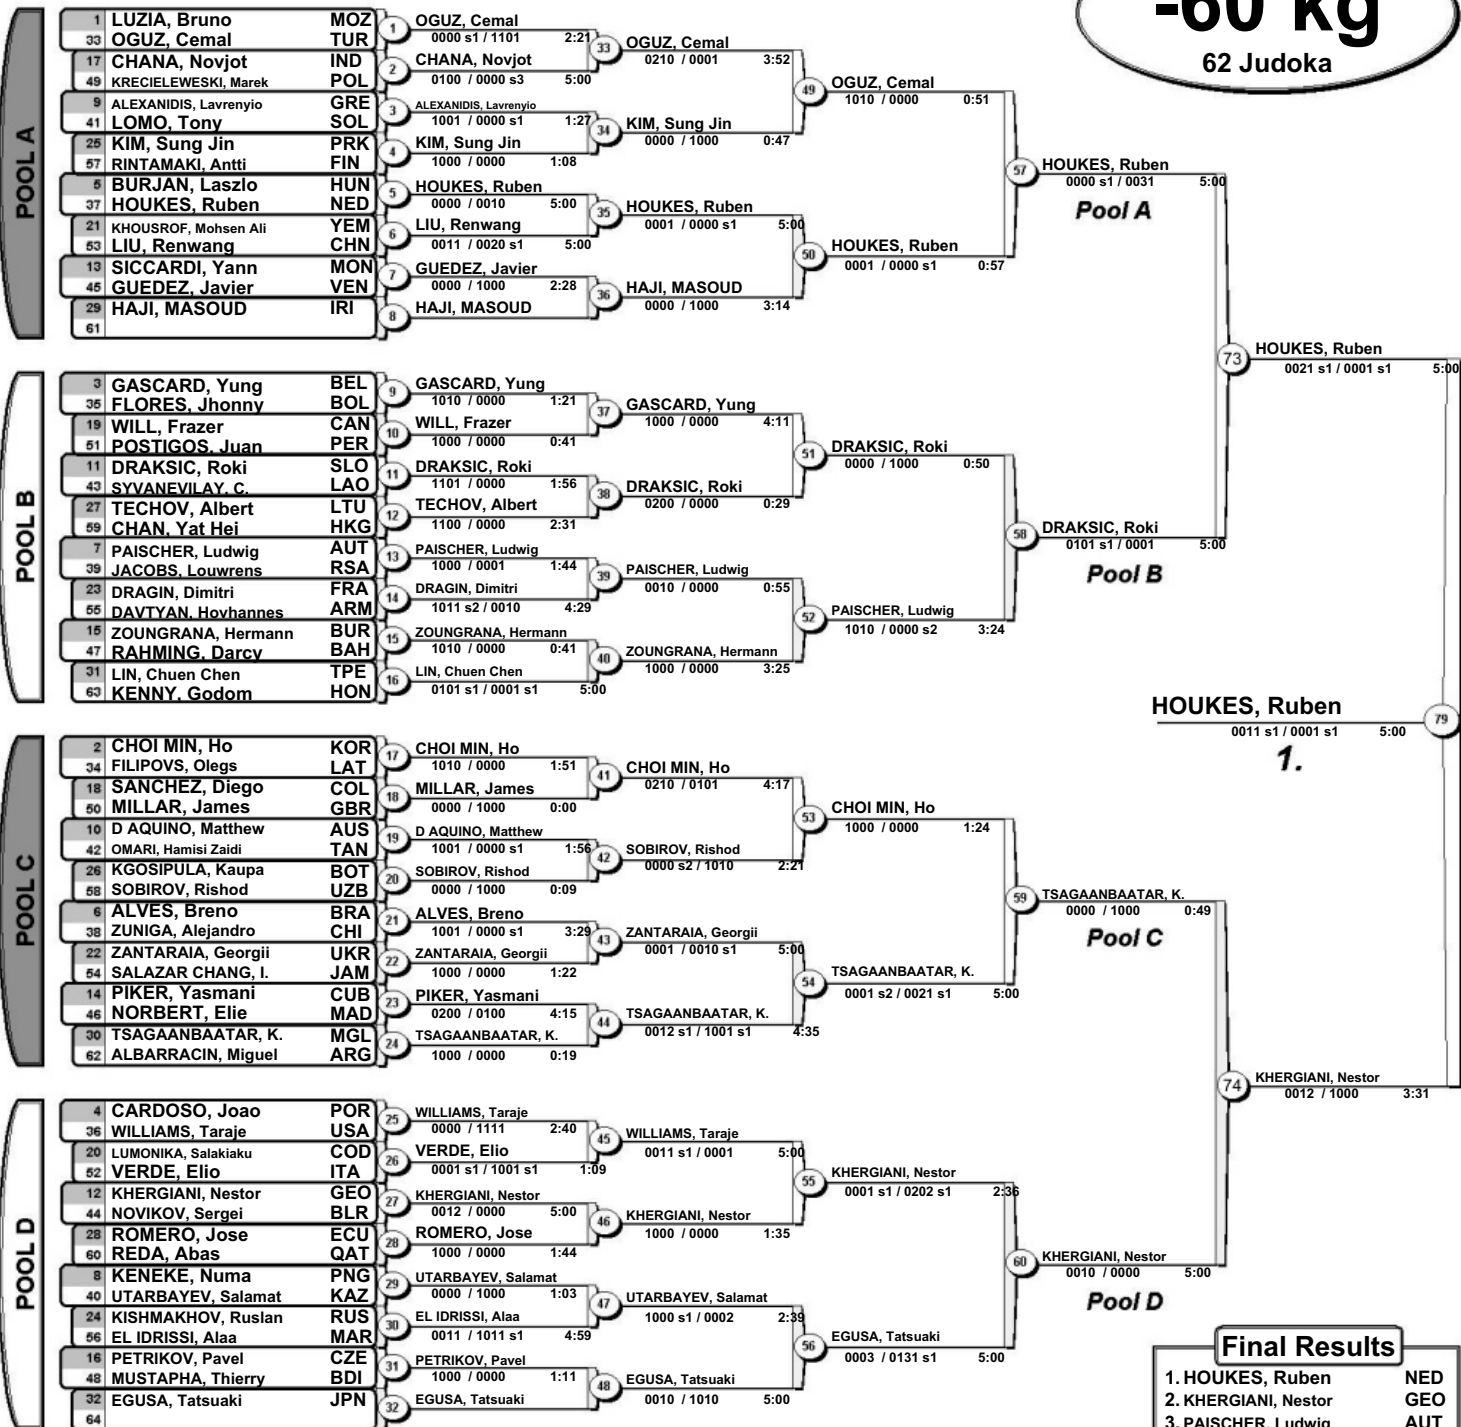 -60 kg
62 Judoka
POOL A
1 LUZIA, Bruno MOZ
33 OGUZ, Cemal TUR
17 CHANA, Novjot IND
49 KRECIELEWESKI, Marek POL
9 ALEXANIDIS, Lavrenyio GRE
41 LOMO, Tony SOL
25 KIM, Sung Jin PRK
57 RINTAMAKI, Antti FIN
5 BURJAN, Laszlo HUN
37 HOUKES, Ruben NED
21 KHOUSROF, Mohsen Ali YEM
53 LIU, Renwang CHN
13 SICCARDI, Yann MON
45 GUEDEZ, Javier VEN
29 HAJI, MASOUD IRI
61
1 OGUZ, Cemal
0000 s1 / 1101 2:21
2 CHANA, Novjot
0100 / 0000 s3 5:00
3 ALEXANIDIS, Lavrenyio
1001 / 0000 s1 1:27
4 KIM, Sung Jin
1000 / 0000 1:08
5 HOUKES, Ruben
0000 / 0010 5:00
6 LIU, Renwang
0011 / 0020 s1 5:00
7 GUEDEZ, Javier
0000 / 1000 2:28
8 HAJI, MASOUD
33 OGUZ, Cemal
0210 / 0001 3:52
34 KIM, Sung Jin
0000 / 1000 0:47
35 HOUKES, Ruben
0001 / 0000 s1 5:00
36 HAJI, MASOUD
0000 / 1000 3:14
49 OGUZ, Cemal
1010 / 0000 0:51
50 HOUKES, Ruben
0001 / 0000 s1 0:57
57 HOUKES, Ruben
0000 s1 / 0031 5:00
Pool A
POOL B
3 GASCARD, Yung BEL
35 FLORES, Jhonny BOL
19 WILL, Frazer CAN
51 POSTIGOS, Juan PER
11 DRAKSIC, Roki SLO
43 SYVANEVILAY, C. LAO
27 TECHOV, Albert LTU
59 CHAN, Yat Hei HKG
7 PAISCHER, Ludwig AUT
39 JACOBS, Louwrens RSA
23 DRAGIN, Dimitri FRA
55 DAVTYAN, Hovhannes ARM
15 ZOUNGRANA, Hermann BUR
47 RAHMING, Darcy BAH
31 LIN, Chuen Chen TPE
63 KENNY, Godom HON
9 GASCARD, Yung
1010 / 0000 1:21
10 WILL, Frazer
1000 / 0000 0:41
11 DRAKSIC, Roki
1101 / 0000 1:56
12 TECHOV, Albert
1100 / 0000 2:31
13 PAISCHER, Ludwig
1000 / 0001 1:44
14 DRAGIN, Dimitri
1011 s2 / 0010 4:29
15 ZOUNGRANA, Hermann
1010 / 0000 0:41
16 LIN, Chuen Chen
0101 s1 / 0001 s1 5:00
37 GASCARD, Yung
1000 / 0000 4:11
38 DRAKSIC, Roki
0200 / 0000 0:29
39 PAISCHER, Ludwig
0010 / 0000 0:55
40 ZOUNGRANA, Hermann
1000 / 0000 3:25
51 DRAKSIC, Roki
0000 / 1000 0:50
52 PAISCHER, Ludwig
1010 / 0000 s2 3:24
58 DRAKSIC, Roki
0101 s1 / 0001 5:00
Pool B
73 HOUKES, Ruben
0021 s1 / 0001 s1 5:00
HOUKES, Ruben 79
0011 s1 / 0001 s1 5:00
1.
POOL C
2 CHOI MIN, Ho KOR
34 FILIPOVS, Olegs LAT
18 SANCHEZ, Diego COL
50 MILLAR, James GBR
10 D AQUINO, Matthew AUS
42 OMARI, Hamisi Zaidi TAN
26 KGOSIPULA, Kaupa BOT
58 SOBIROV, Rishod UZB
6 ALVES, Breno BRA
38 ZUNIGA, Alejandro CHI
22 ZANTARAIA, Georgii UKR
54 SALAZAR CHANG, I. JAM
14 PIKER, Yasmani CUB
46 NORBERT, Elie MAD
30 TSAGAANBAATAR, K. MGL
62 ALBARRACIN, Miguel ARG
17 CHOI MIN, Ho
1010 / 0000 1:51
18 MILLAR, James
0000 / 1000 0:00
19 D AQUINO, Matthew
1001 / 0000 s1 1:56
20 SOBIROV, Rishod
0000 / 1000 0:09
21 ALVES, Breno
1001 / 0000 s1 3:29
22 ZANTARAIA, Georgii
1000 / 0000 1:22
23 PIKER, Yasmani
0200 / 0100 4:15
24 TSAGAANBAATAR, K.
1000 / 0000 0:19
41 CHOI MIN, Ho
0210 / 0101 4:17
42 SOBIROV, Rishod
0000 s2 / 1010 2:21
43 ZANTARAIA, Georgii
0001 / 0010 s1 5:00
44 TSAGAANBAATAR, K.
0012 s1 / 1001 s1 4:35
53 CHOI MIN, Ho
1000 / 0000 1:24
54 TSAGAANBAATAR, K.
0001 s2 / 0021 s1 5:00
59 TSAGAANBAATAR, K.
0000 / 1000 0:49
Pool C
POOL D
4 CARDOSO, Joao POR
36 WILLIAMS, Taraje USA
20 LUMONIKA, Salakiaku COD
52 VERDE, Elio ITA
12 KHERGIANI, Nestor GEO
44 NOVIKOV, Sergei BLR
28 ROMERO, Jose ECU
60 REDA, Abas QAT
8 KENEKE, Numa PNG
40 UTARBAYEV, Salamat KAZ
24 KISHMAKHOV, Ruslan RUS
56 EL IDRISSI, Alaa MAR
16 PETRIKOV, Pavel CZE
48 MUSTAPHA, Thierry BDI
32 EGUSA, Tatsuaki JPN
64
25 WILLIAMS, Taraje
0000 / 1111 2:40
26 VERDE, Elio
0001 s1 / 1001 s1 1:09
27 KHERGIANI, Nestor
0012 / 0000 5:00
28 ROMERO, Jose
1000 / 0000 1:44
29 UTARBAYEV, Salamat
0000 / 1000 1:03
30 EL IDRISSI, Alaa
0011 / 1011 s1 4:59
31 PETRIKOV, Pavel
1000 / 0000 1:11
32 EGUSA, Tatsuaki
45 WILLIAMS, Taraje
0011 s1 / 0001 5:00
46 KHERGIANI, Nestor
1000 / 0000 1:35
47 UTARBAYEV, Salamat
1000 s1 / 0002 2:39
48 EGUSA, Tatsuaki
0010 / 1010 5:00
55 KHERGIANI, Nestor
0001 s1 / 0202 s1 2:36
56 EGUSA, Tatsuaki
0003 / 0131 s1 5:00
60 KHERGIANI, Nestor
0010 / 0000 5:00
Pool D
74 KHERGIANI, Nestor
0012 / 1000 3:31
Final Results
1. HOUKES, Ruben NED
2. KHERGIANI, Nestor GEO
3. PAISCHER, Ludwig AUT